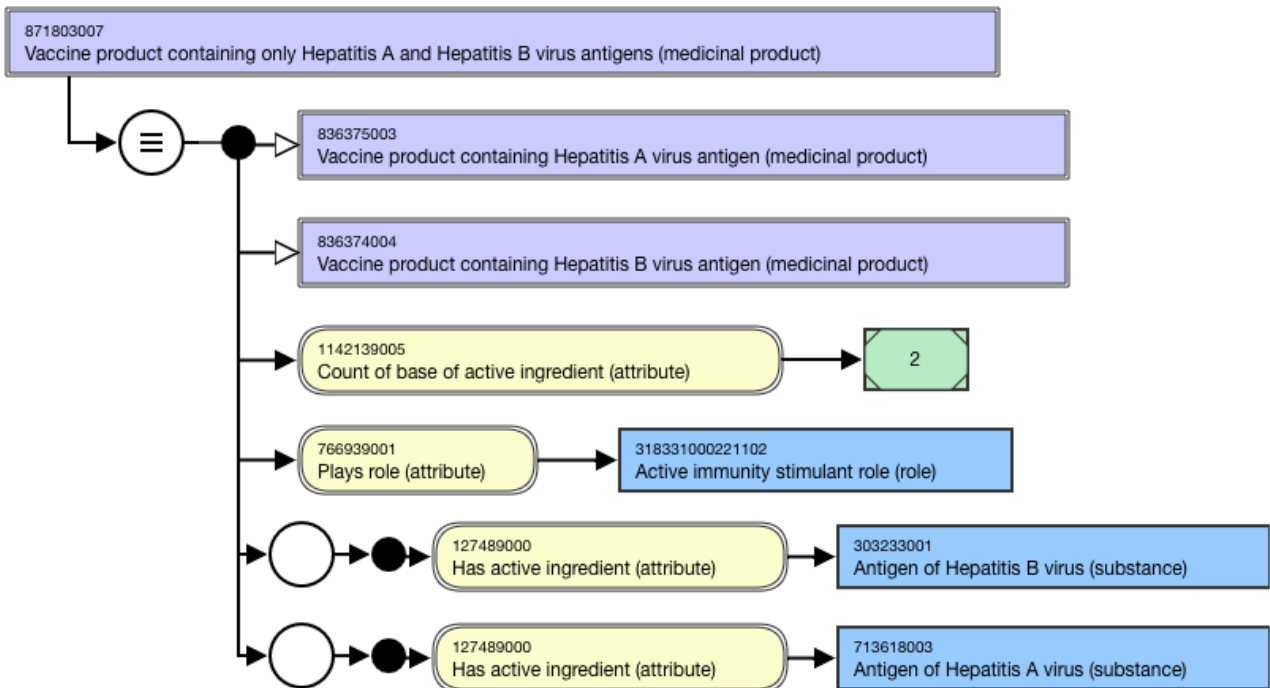 871803007
Vaccine product containing only Hepatitis A and Hepatitis B virus antigens (medicinal product)
836375003
Vaccine product containing Hepatitis A virus antigen (medicinal product)
836374004
Vaccine product containing Hepatitis B virus antigen (medicinal product)
1142139005
Count of base of active ingredient (attribute)
2
766939001
Plays role (attribute)
318331000221102
Active immunity stimulant role (role)
127489000
Has active ingredient (attribute)
303233001
Antigen of Hepatitis B virus (substance)
127489000
Has active ingredient (attribute)
713618003
Antigen of Hepatitis A virus (substance)